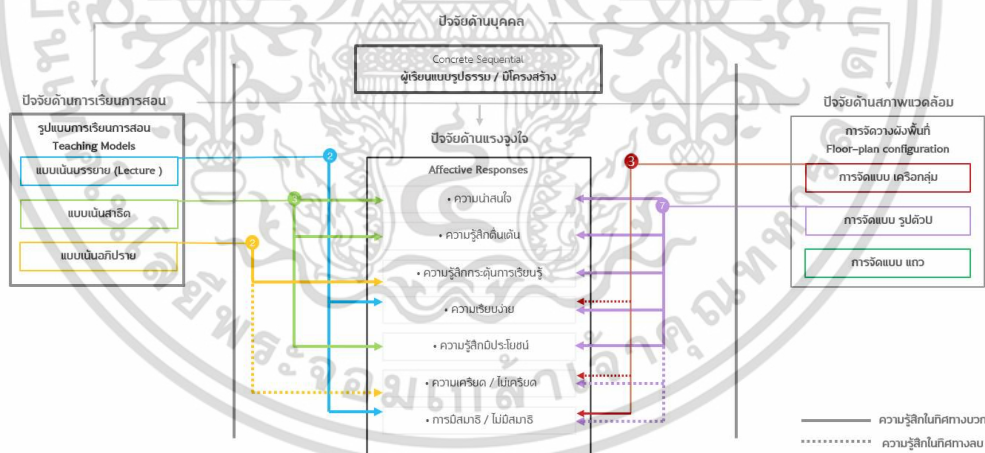 ปัจจัยด้านบุคคล
Concrete Sequential
ผู้เรียนแบบรูปธรรม / มีโครงสร้าง
ปัจจัยด้านการเรียนการสอน
รูปแบบการเรียนการสอน
Teaching Models
แบบเน้นบรรยาย (Lecture )
แบบเน้นสาธิต
แบบเน้นอภิปราย
ปัจจัยด้านแรงจูงใจ
Affective Responses
• ความน่าสนใจ
• ความรู้สึกตื่นเต้น
• ความรู้สึกกระตุ้นการเรียนรู้
• ความเรียบง่าย
• ความรู้สึกมีประโยชน์
• ความเครียด / ไม่เครียด
• การมีสมาธิ / ไม่มีสมาธิ
2
2
3
7
ปัจจัยด้านสภาพแวดล้อม
การจัดวางผังพื้นที่
Floor-plan configuration
การจัดแบบ เครือกลุ่ม
การจัดแบบ รูปตัวป
การจัดแบบ แถว
ความรู้สึกในทิศทางบวก
ความรู้สึกในทิศทางลบ